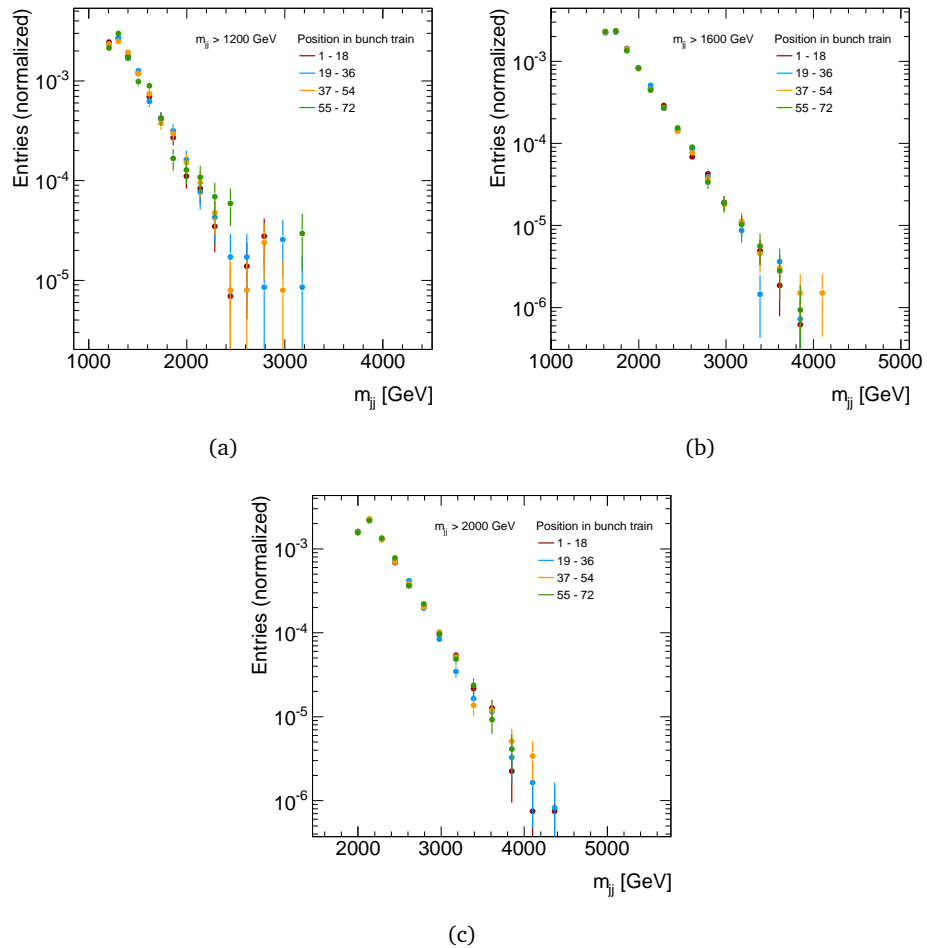 Entries (normalized)
m_jj > 1200 GeV
Position in bunch train
1 - 18
19 - 36
37 - 54
55 - 72
10^-3
10^-4
10^-5
1000 2000 3000 4000
m_jj [GeV]
(a)
Entries (normalized)
m_jj > 1600 GeV
Position in bunch train
1 - 18
19 - 36
37 - 54
55 - 72
10^-3
10^-4
10^-5
10^-6
1000 2000 3000 4000 5000
m_jj [GeV]
(b)
Entries (normalized)
m_jj > 2000 GeV
Position in bunch train
1 - 18
19 - 36
37 - 54
55 - 72
10^-3
10^-4
10^-5
10^-6
2000 3000 4000 5000
m_jj [GeV]
(c)